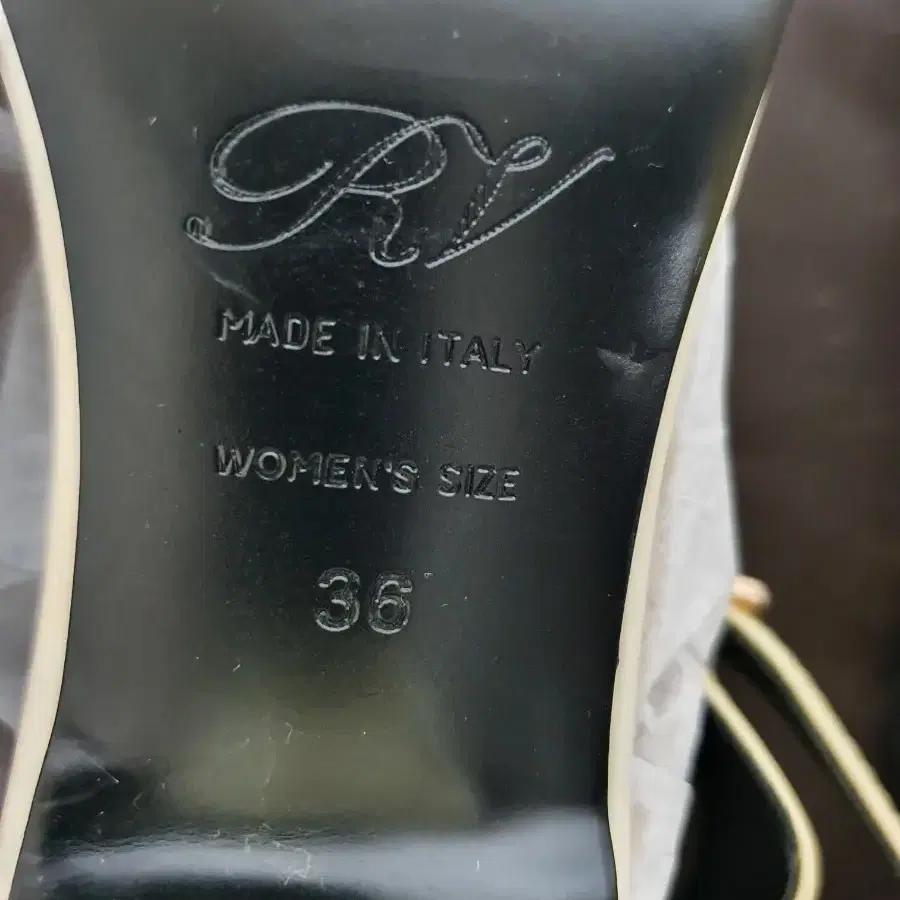 RV
MADE IN ITALY
WOMEN'S SIZE
36